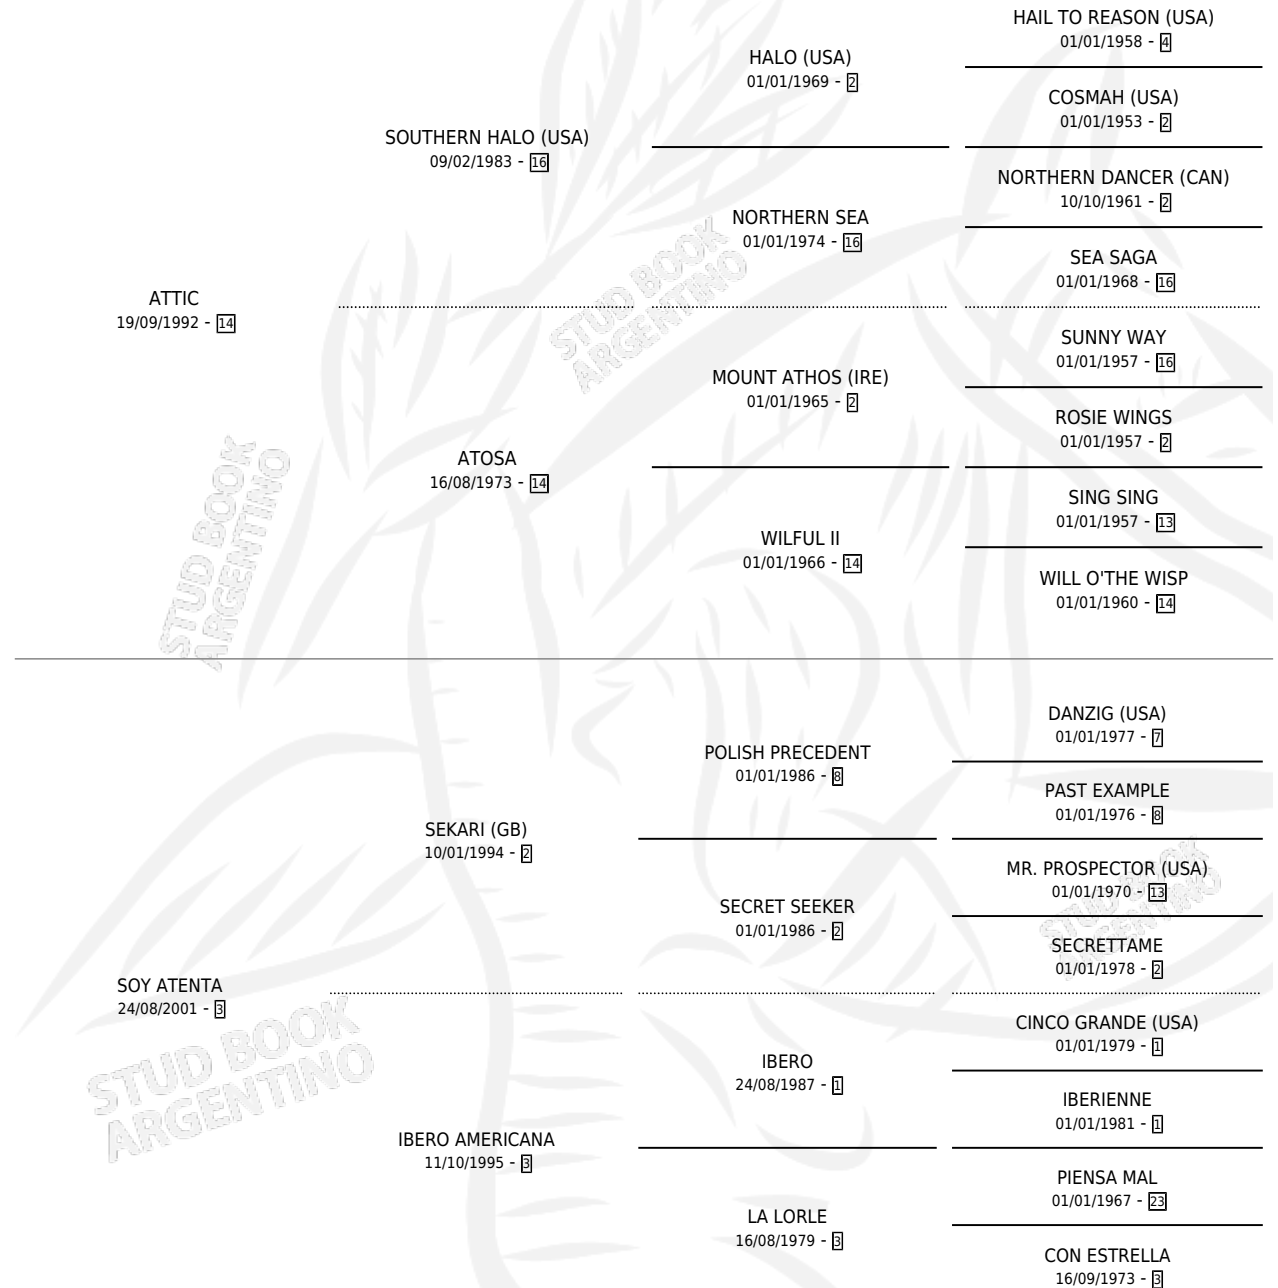 HAIL TO REASON (USA)
01/01/1958 - 4
HALO (USA)
01/01/1969 - 2
COSMAH (USA)
01/01/1953 - 2
SOUTHERN HALO (USA)
09/02/1983 - 16
NORTHERN DANCER (CAN)
10/10/1961 - 2
NORTHERN SEA
01/01/1974 - 16
SEA SAGA
01/01/1968 - 16
ATTIC
19/09/1992 - 14
SUNNY WAY
01/01/1957 - 16
MOUNT ATHOS (IRE)
01/01/1965 - 2
ROSIE WINGS
01/01/1957 - 2
ATOSA
16/08/1973 - 14
SING SING
01/01/1957 - 13
WILFUL II
01/01/1966 - 14
WILL O'THE WISP
01/01/1960 - 14
DANZIG (USA)
01/01/1977 - 7
POLISH PRECEDENT
01/01/1986 - 8
PAST EXAMPLE
01/01/1976 - 8
SEKARI (GB)
10/01/1994 - 2
MR. PROSPECTOR (USA)
01/01/1970 - 13
SECRET SEEKER
01/01/1986 - 2
SECRETTAME
01/01/1978 - 2
SOY ATENTA
24/08/2001 - 3
CINCO GRANDE (USA)
01/01/1979 - 1
IBERO
24/08/1987 - 1
IBERIENNE
01/01/1981 - 1
IBERO AMERICANA
11/10/1995 - 3
PIENSA MAL
01/01/1967 - 23
LA LORLE
16/08/1979 - 3
CON ESTRELLA
16/09/1973 - 3
STUD BOOK
ARGENTINO
STUD BOOK
ARGENTINO
STUD BOOK
ARGENTINO
STUD BOOK
ARGENTINO